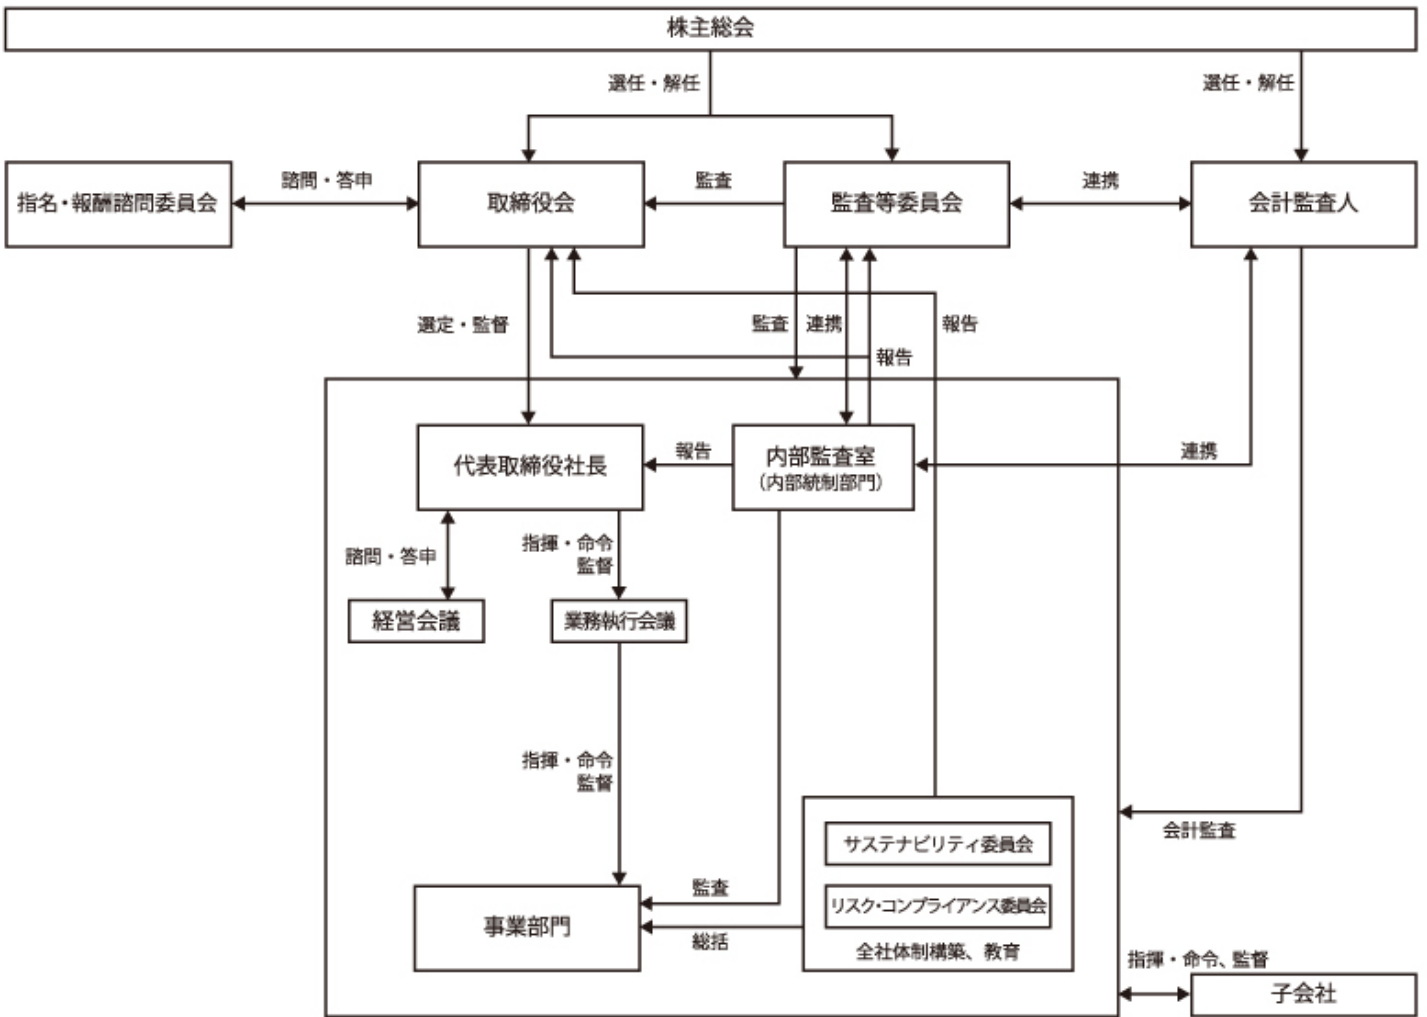 株主総会
選任・解任
選任・解任
指名・報酬諮問委員会
諮問・答申
取締役会
監査
監査等委員会
連携
会計監査人
選定・監督
監査
連携
報告
報告
代表取締役社長
報告
内部監査室
（内部統制部門）
連携
諮問・答申
指揮・命令
監督
経営会議
業務執行会議
指揮・命令
監督
サステナビリティ委員会
会計監査
監査
リスク・コンプライアンス委員会
事業部門
総括
全社体制構築、教育
指揮・命令、監督
子会社